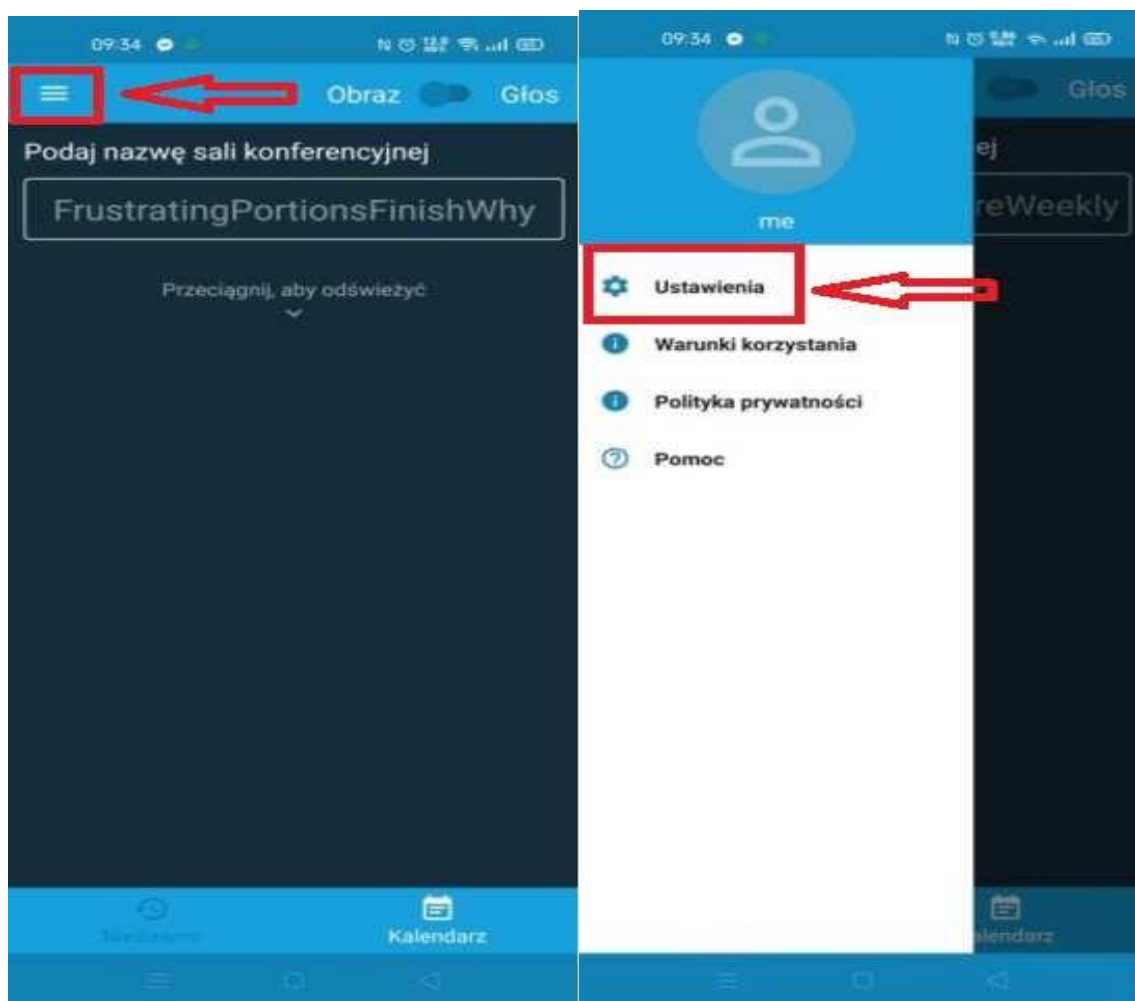 09:34
Obraz Głos
Podaj nazwę sali konferencyjnej
FrustratingPortionsFinishWhy
Przeciągnij, aby odświeżyć
Kalendarz
09:34
Głos
ej
reWeekly
me
Ustawienia
Warunki korzystania
Polityka prywatności
Pomoc
alendarz